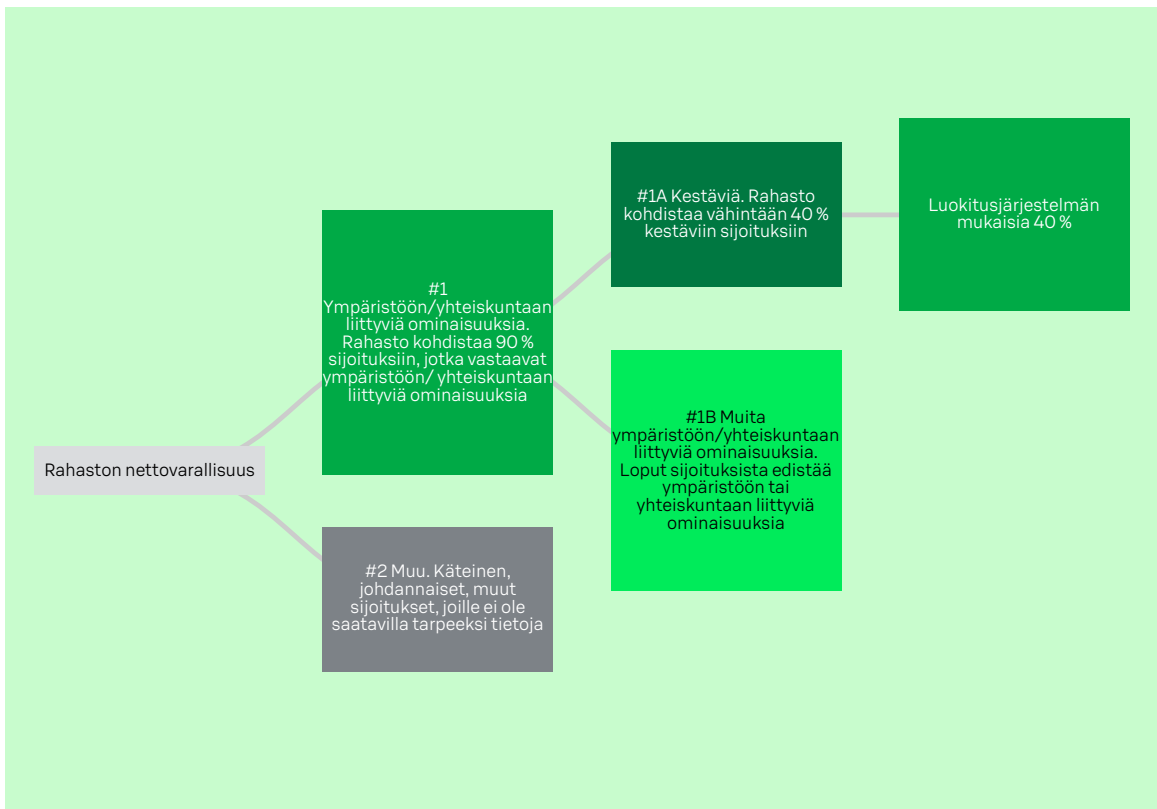 Rahaston nettovarallisuus
#1
Ympäristöön/yhteiskuntaan
liittyviä ominaisuuksia.
Rahasto kohdistaa 90 %
sijoituksiin, jotka vastaavat
ympäristöön/ yhteiskuntaan
liittyviä ominaisuuksia
#2 Muu. Käteinen,
johdannaiset, muut
sijoitukset, joille ei ole
saatavilla tarpeeksi tietoja
#1A Kestäviä. Rahasto
kohdistaa vähintään 40 %
kestäviin sijoituksiin
#1B Muita
ympäristöön/yhteiskuntaan
liittyviä ominaisuuksia.
Loput sijoituksista edistää
ympäristöön tai
yhteiskuntaan liittyviä
ominaisuuksia
Luokitusjärjestelmän
mukaisia 40 %